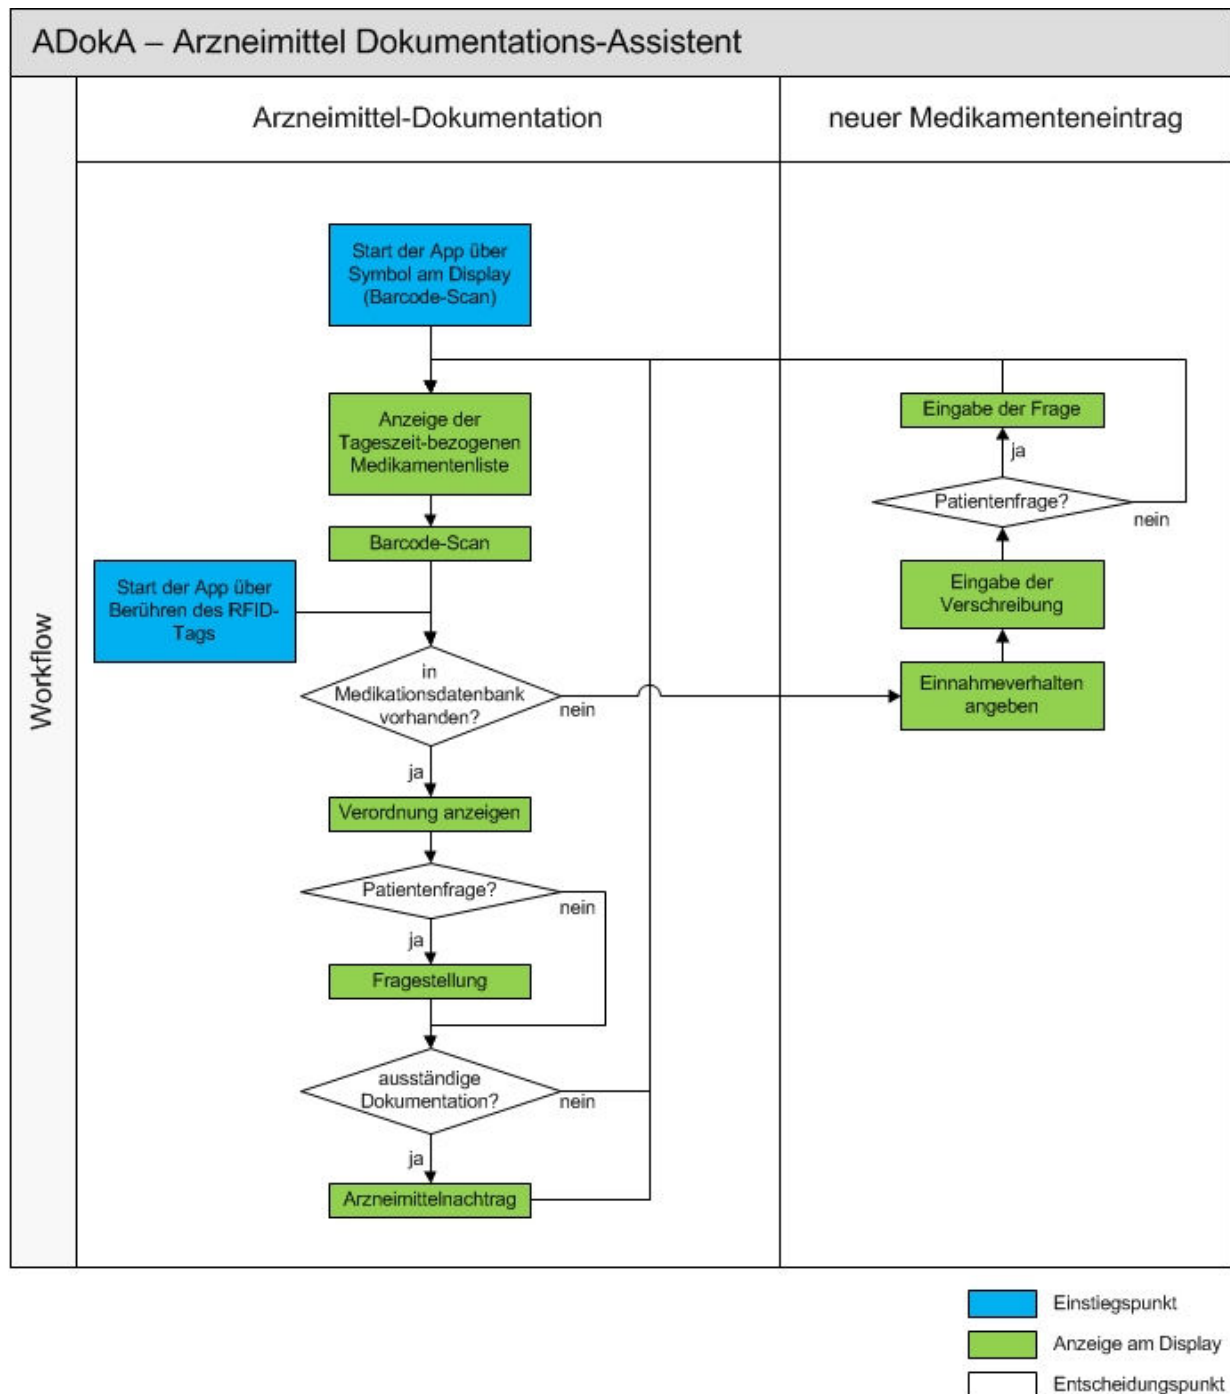 ADokA – Arzneimittel Dokumentations-Assistent
Workflow
Arzneimittel-Dokumentation
neuer Medikamenteneintrag
Start der App über
Symbol am Display
(Barcode-Scan)
Anzeige der
Tageszeit-bezogenen
Medikamentenliste
Barcode-Scan
Start der App über
Berühren des RFID-
Tags
in
Medikationsdatenbank
vorhanden?
nein
ja
Verordnung anzeigen
Patientenfrage?
nein
ja
Fragestellung
ausständige
Dokumentation?
nein
ja
Arzneimittelnachtrag
Eingabe der Frage
ja
Patientenfrage?
nein
Eingabe der
Verschreibung
Einnahmeverhalten
angeben
Einstiegspunkt
Anzeige am Display
Entscheidungspunkt